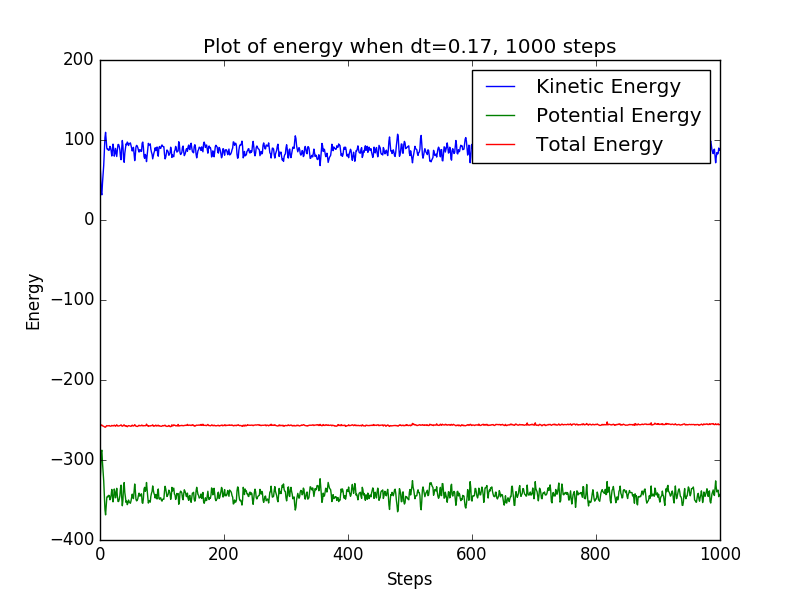 Plot of energy when dt=0.17, 1000 steps
200
100
0
−100
−200
−300
−400
Energy
Kinetic Energy
Potential Energy
Total Energy
0 200 400 600 800 1000
Steps